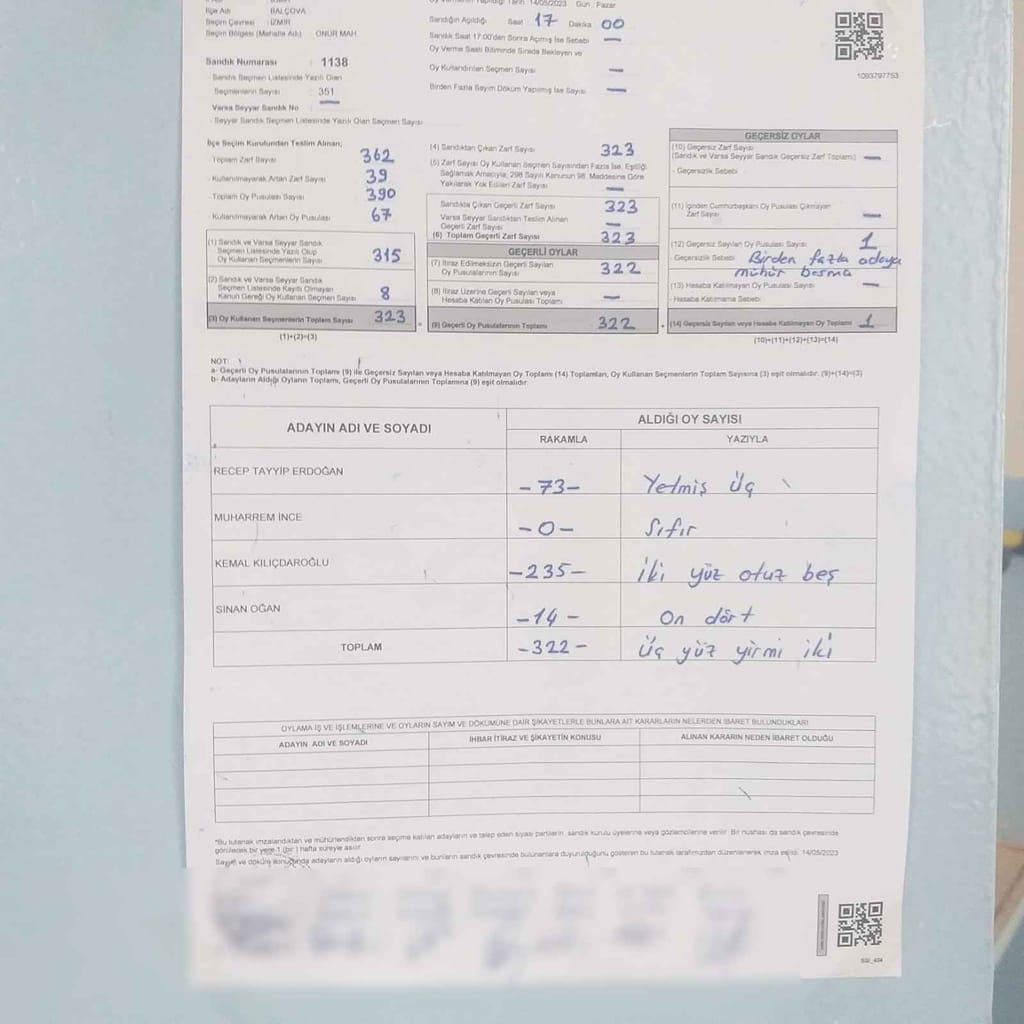 İlçe Adı BALÇOVA
Seçim Çevresi : İZMİR
Seçim Bölgesi (Mahalle Adı) ONUR MAH
Sandık Numarası 1138
Sandık Seçmen Listesinde Yazılı Olan
Seçmenlerin Sayısı 351
Varsa Seyyar Sandık No —
- Seyyar Sandık Seçmen Listesinde Yazılı Olan Seçmen Sayısı
14/05/2023 Gün : Pazar
Sandığın Açıldığı Saat : 17 Dakika 00
Sandık Saat 17:00'den Sonra Açılmış İse Sebebi —
Oy Verme Saati Bitiminde Sırada Bekleyen ve
Oy Kullandırılan Seçmen Sayısı —
Birden Fazla Sayım Döküm Yapılmış İse Sayısı —
1093797753
İlçe Seçim Kurulundan Teslim Alınan;
- Toplam Zarf Sayısı 362
- Kullanılmayarak Artan Zarf Sayısı 39
- Toplam Oy Pusulası Sayısı 390
- Kullanılmayarak Artan Oy Pusulası 67
(1) Sandık ve Varsa Seyyar Sandık
Seçmen Listesinde Yazılı Olup
Oy Kullanan Seçmenlerin Sayısı 315
(2) Sandık ve Varsa Seyyar Sandık
Seçmen Listesinde Kaydı Olmayan
Kanun Gereği Oy Kullanan Seçmen Sayısı 8
(3) Oy Kullanan Seçmenlerin Toplam Sayısı 323
(1)+(2)=(3)
(4) Sandıktan Çıkan Zarf Sayısı 323
(5) Zarf Sayısı Oy Kullanan Seçmen Sayısından Fazla İse, Eşitliği
Sağlamak Amacıyla, 298 Sayılı Kanunun 98. Maddesine Göre
Yakılarak Yok Edilen Zarf Sayısı —
Sandıkta Çıkan Geçerli Zarf Sayısı 323
Varsa Seyyar Sandıktan Teslim Alınan
Geçerli Zarf Sayısı —
(6) Toplam Geçerli Zarf Sayısı 323
GEÇERLİ OYLAR
(7) İtiraz Edilmeksizin Geçerli Sayılan
Oy Pusulalarının Sayısı 322
(8) İtiraz Üzerine Geçerli Sayılan veya
Hesaba Katılan Oy Pusulası Toplamı —
= (9) Geçerli Oy Pusulalarının Toplamı 322
GEÇERSİZ OYLAR
(10) Geçersiz Zarf Sayısı
(Sandık ve Varsa Seyyar Sandık Geçersiz Zarf Toplamı) —
- Geçersizlik Sebebi
(11) İçinden Cumhurbaşkanı Oy Pusulası Çıkmayan
Zarf Sayısı —
(12) Geçersiz Sayılan Oy Pusulası Sayısı 1
- Geçersizlik Sebebi Birden fazla adaya
mühür basma
(13) Hesaba Katılmayan Oy Pusulası Sayısı —
- Hesaba Katılmama Sebebi
+ (14) Geçersiz Sayılan veya Hesaba Katılmayan Oy Toplamı 1
(10)+(11)+(12)+(13)=(14)
NOT:
a- Geçerli Oy Pusulalarının Toplamı (9) ile Geçersiz Sayılan veya Hesaba Katılmayan Oy Toplamı (14) Toplamları, Oy Kullanan Seçmenlerin Toplam Sayısına (3) eşit olmalıdır. (9)+(14)=(3)
b- Adayların Aldığı Oyların Toplamı, Geçerli Oy Pusulalarının Toplamına (9) eşit olmalıdır.
ADAYIN ADI VE SOYADI ALDIĞI OY SAYISI
RAKAMLA YAZIYLA
RECEP TAYYİP ERDOĞAN -73- Yetmiş Üç
MUHARREM İNCE -0- Sıfır
KEMAL KILIÇDAROĞLU -235- İki yüz otuz beş
SİNAN OĞAN -14- On dört
TOPLAM -322- Üç yüz yirmi iki
OYLAMA İŞ VE İŞLEMLERİNE VE OYLARIN SAYIM VE DÖKÜMÜNE DAİR ŞİKAYETLERLE BUNLARA AİT KARARLARIN NELERDEN İBARET BULUNDUKLARI
ADAYIN ADI VE SOYADI İHBAR İTİRAZ VE ŞİKAYETİN KONUSU ALINAN KARARIN NEDEN İBARET OLDUĞU
*Bu tutanak imzalandıktan ve mühürlendikten sonra seçime katılan adayların ve talep eden siyasi partilerin sandık kurulu üyelerine veya gözlemcilerine verilir. Bir nüshası da sandık çevresinde
görülecek bir yere 1 (bir) hafta süreyle asılır.
Sayım ve döküm sonucunda adayların aldığı oyların sayılarını ve bunların sandık çevresinde bulunanlara duyurulduğunu gösteren bu tutanak tarafımızdan düzenlenerek imza edildi. 14/05/2023